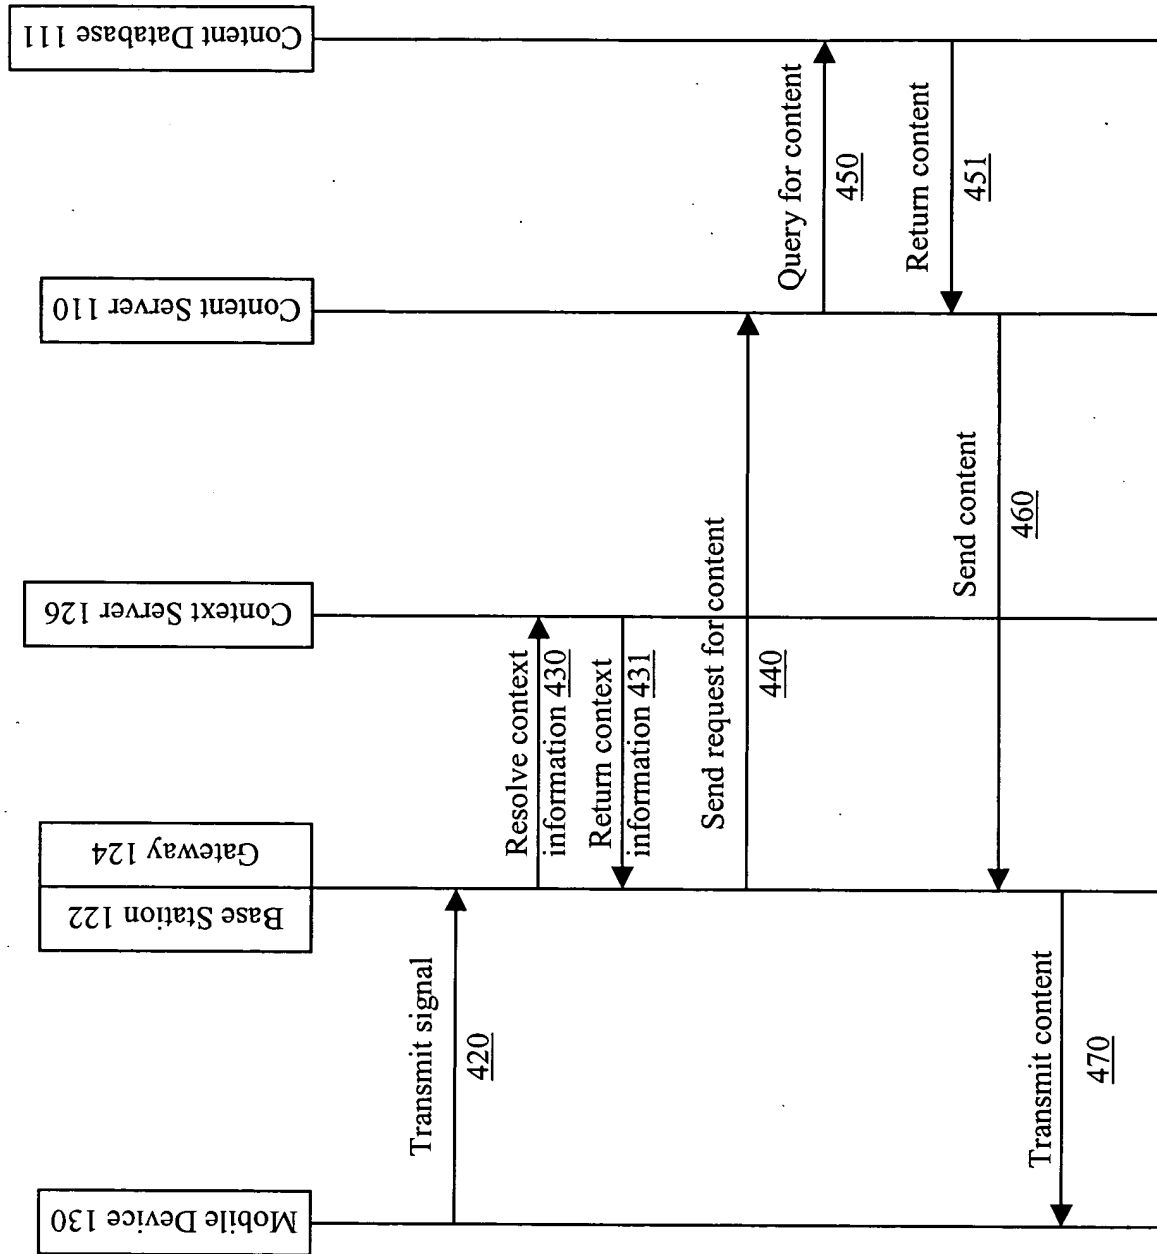 Mobile Device 130
Base Station 122
Gateway 124
Context Server 126
Content Server 110
Content Database 111
Transmit signal
420
Resolve context
information 430
Return context
information 431
Send request for content
440
Query for content
450
Return content
451
Send content
460
Transmit content
470